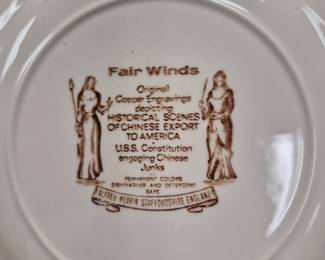 Fair Winds
Original
Copper Engravings
depicting
HISTORICAL SCENES
OF CHINESE EXPORT
TO AMERICA
U.S.S. Constitution
engaging Chinese
Junks
PERMANENT COLORS
DISHWASHER AND DETERGENT
SAFE
ALFRED MEAKIN STAFFORDSHIRE ENGLAND